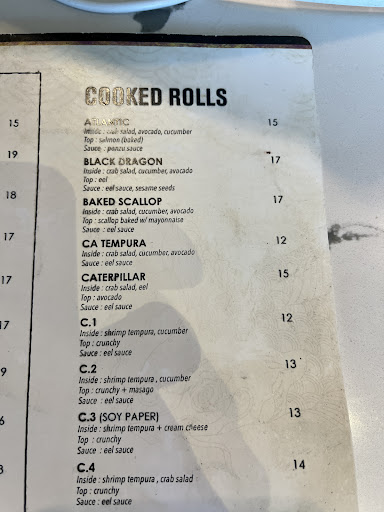 COOKED ROLLS
ATLANTIC 15
Inside : crab salad, avocado, cucumber
Top : salmon (baked)
Sauce : ponzu sauce
BLACK DRAGON 17
Inside : crab salad, cucumber, avocado
Top : eel
Sauce : eel sauce, sesame seeds
BAKED SCALLOP 17
Inside : crab salad, cucumber, avocado
Top : scallop baked w/ mayonnaise
Sauce : eel sauce
CA TEMPURA 12
Inside : crab salad, cucumber, avocado
Sauce : eel sauce
CATERPILLAR 15
Inside : crab salad, eel
Top : avocado
Sauce : eel sauce
C.1 12
Inside : shrimp tempura, cucumber
Top : crunchy
Sauce : eel sauce
C.2 13
Inside : shrimp tempura , cucumber
Top : crunchy + masago
Sauce : eel sauce
C.3 (SOY PAPER) 13
Inside : shrimp tempura + cream cheese
Top : crunchy
Sauce : eel sauce
C.4 14
Inside : shrimp tempura , crab salad
Top : crunchy
Sauce : eel sauce
15
19
18
17
17
17